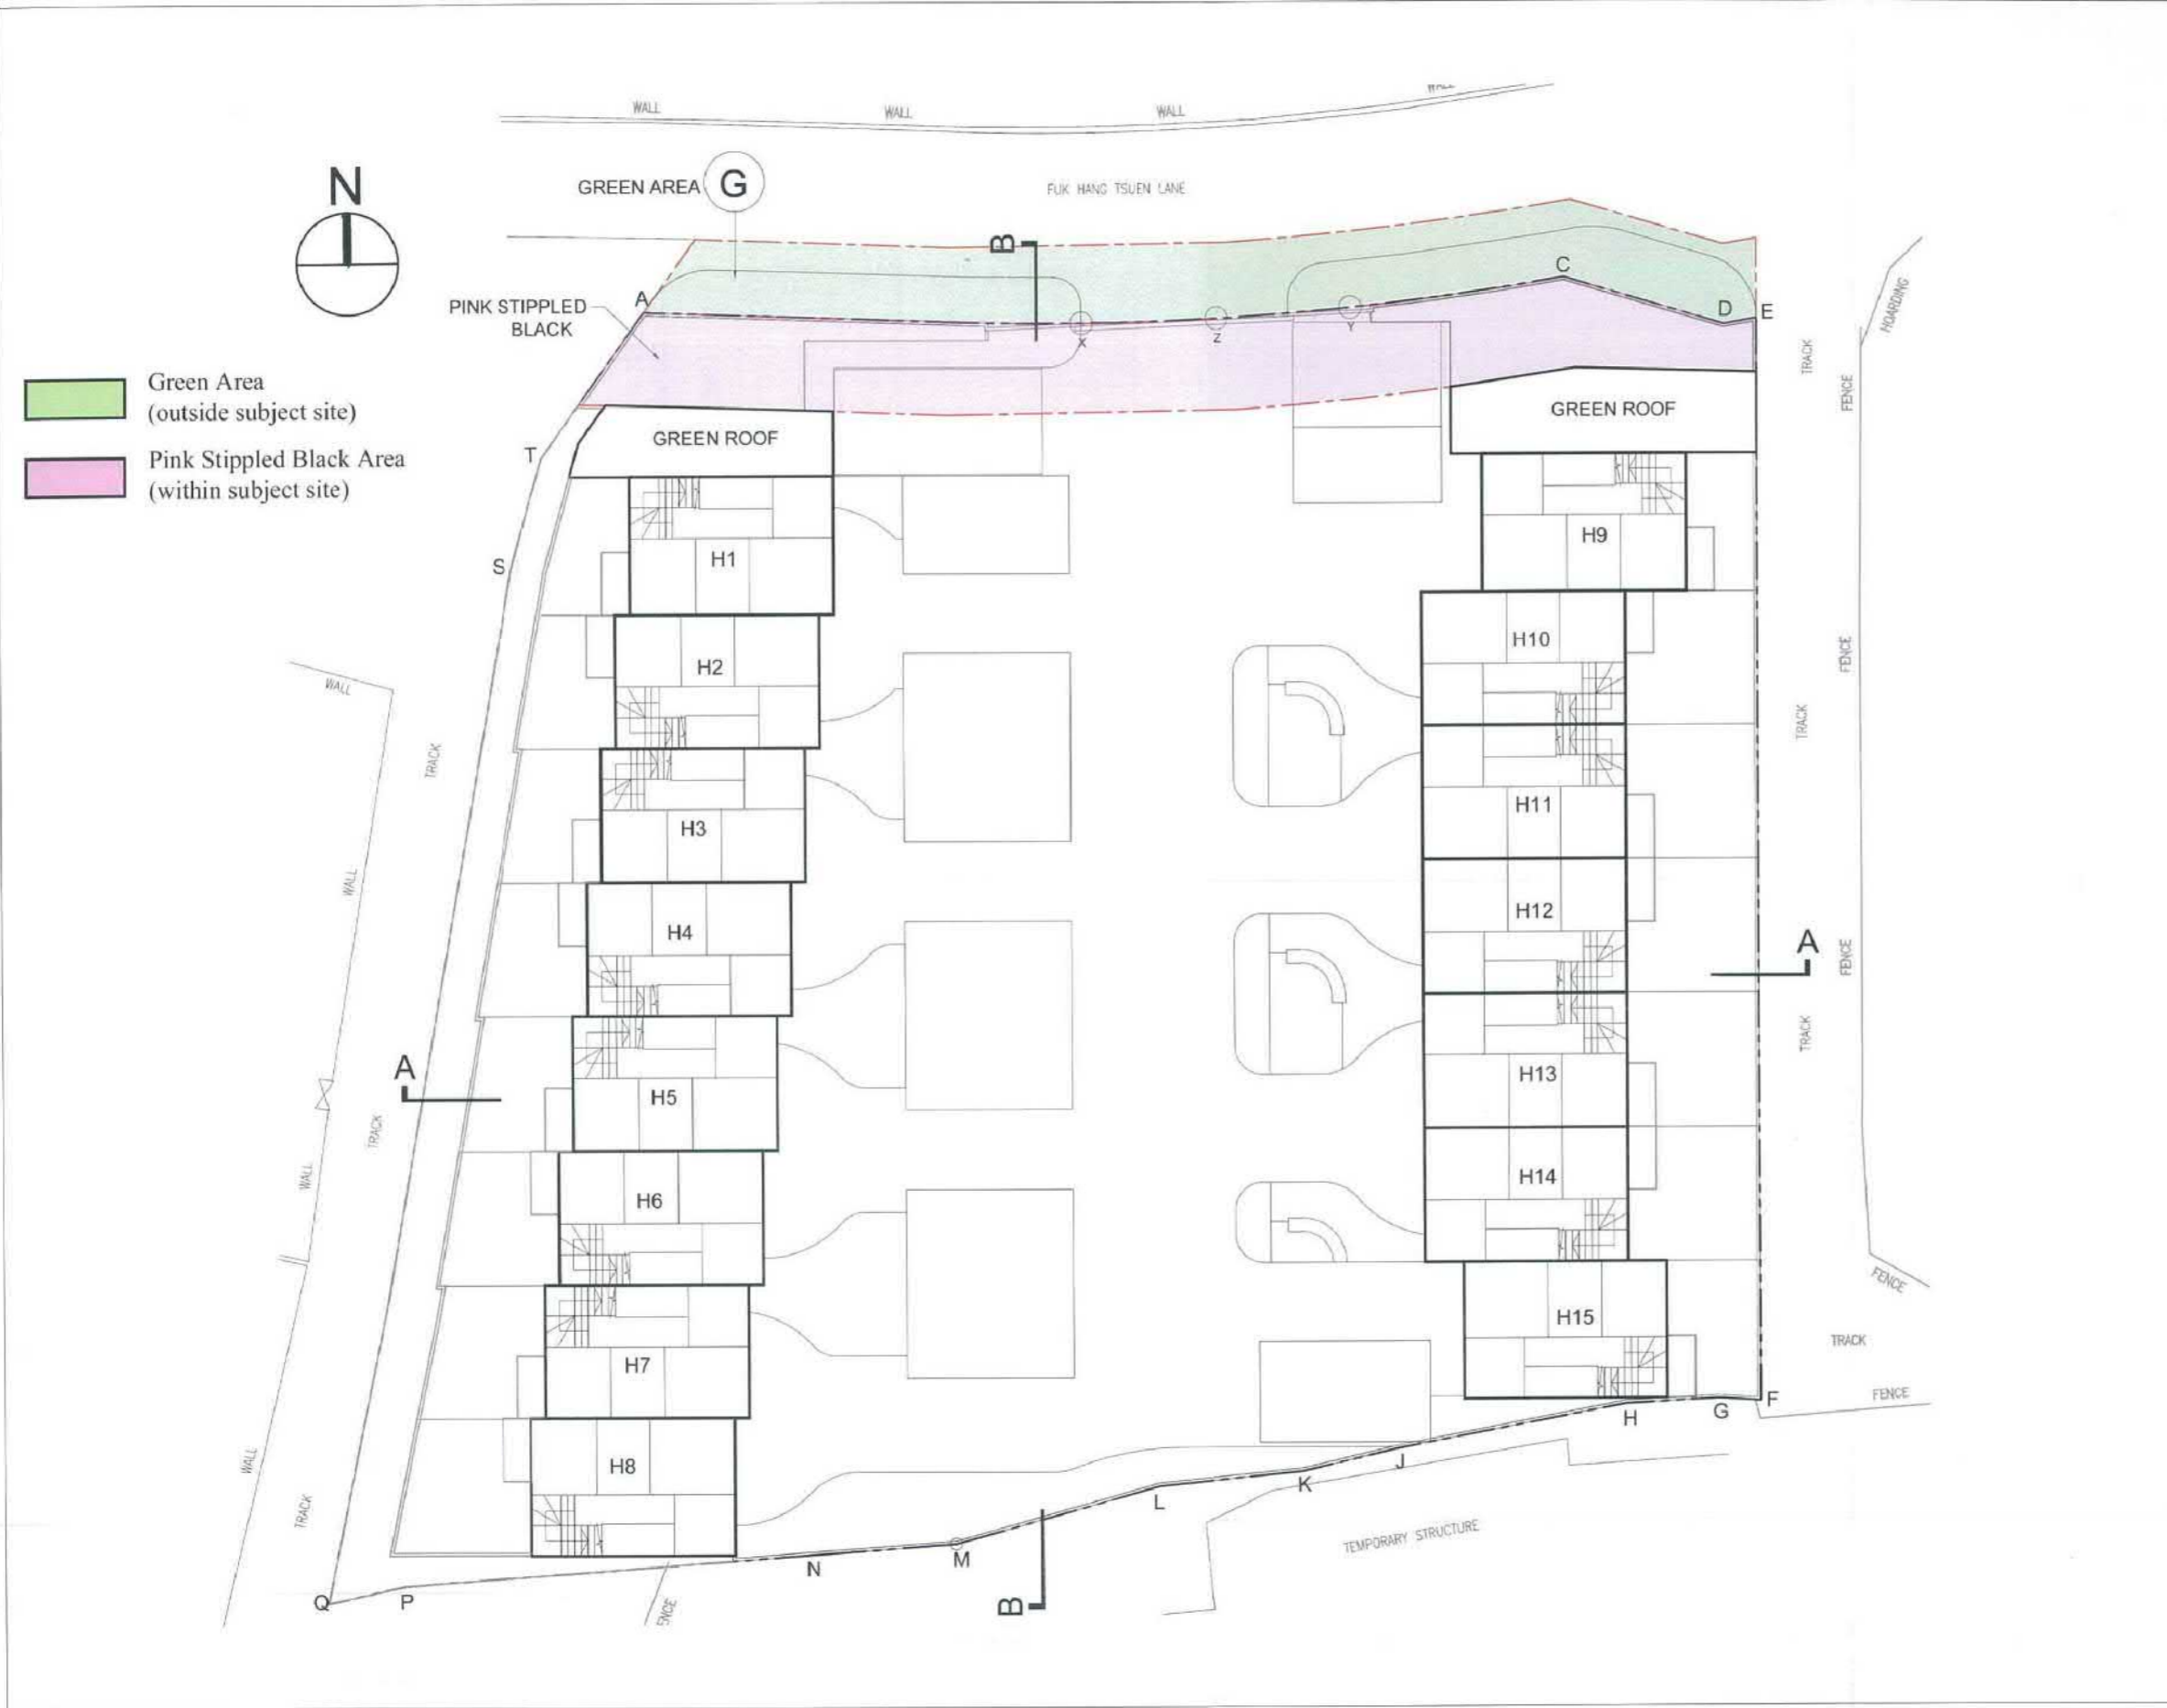 WALL
WALL
WALL
WALL
N
GREEN AREA G
FUK HANG TSUEN LANE
B
PINK STIPPLED
BLACK
A
C
D
E
X
Z
Y
HOARDING
TRACK
FENCE
Green Area
(outside subject site)
Pink Stippled Black Area
(within subject site)
GREEN ROOF
GREEN ROOF
T
S
H1
H9
H2
H10
WALL
TRACK
TRACK
FENCE
H3
H11
WALL
H4
H12
A
FENCE
A
H5
H13
TRACK
TRACK
WALL
H6
H14
FENCE
H7
H15
TRACK
FENCE
WALL
H8
F
G
H
J
K
L
TRACK
M
N
TEMPORARY STRUCTURE
P
Q
B